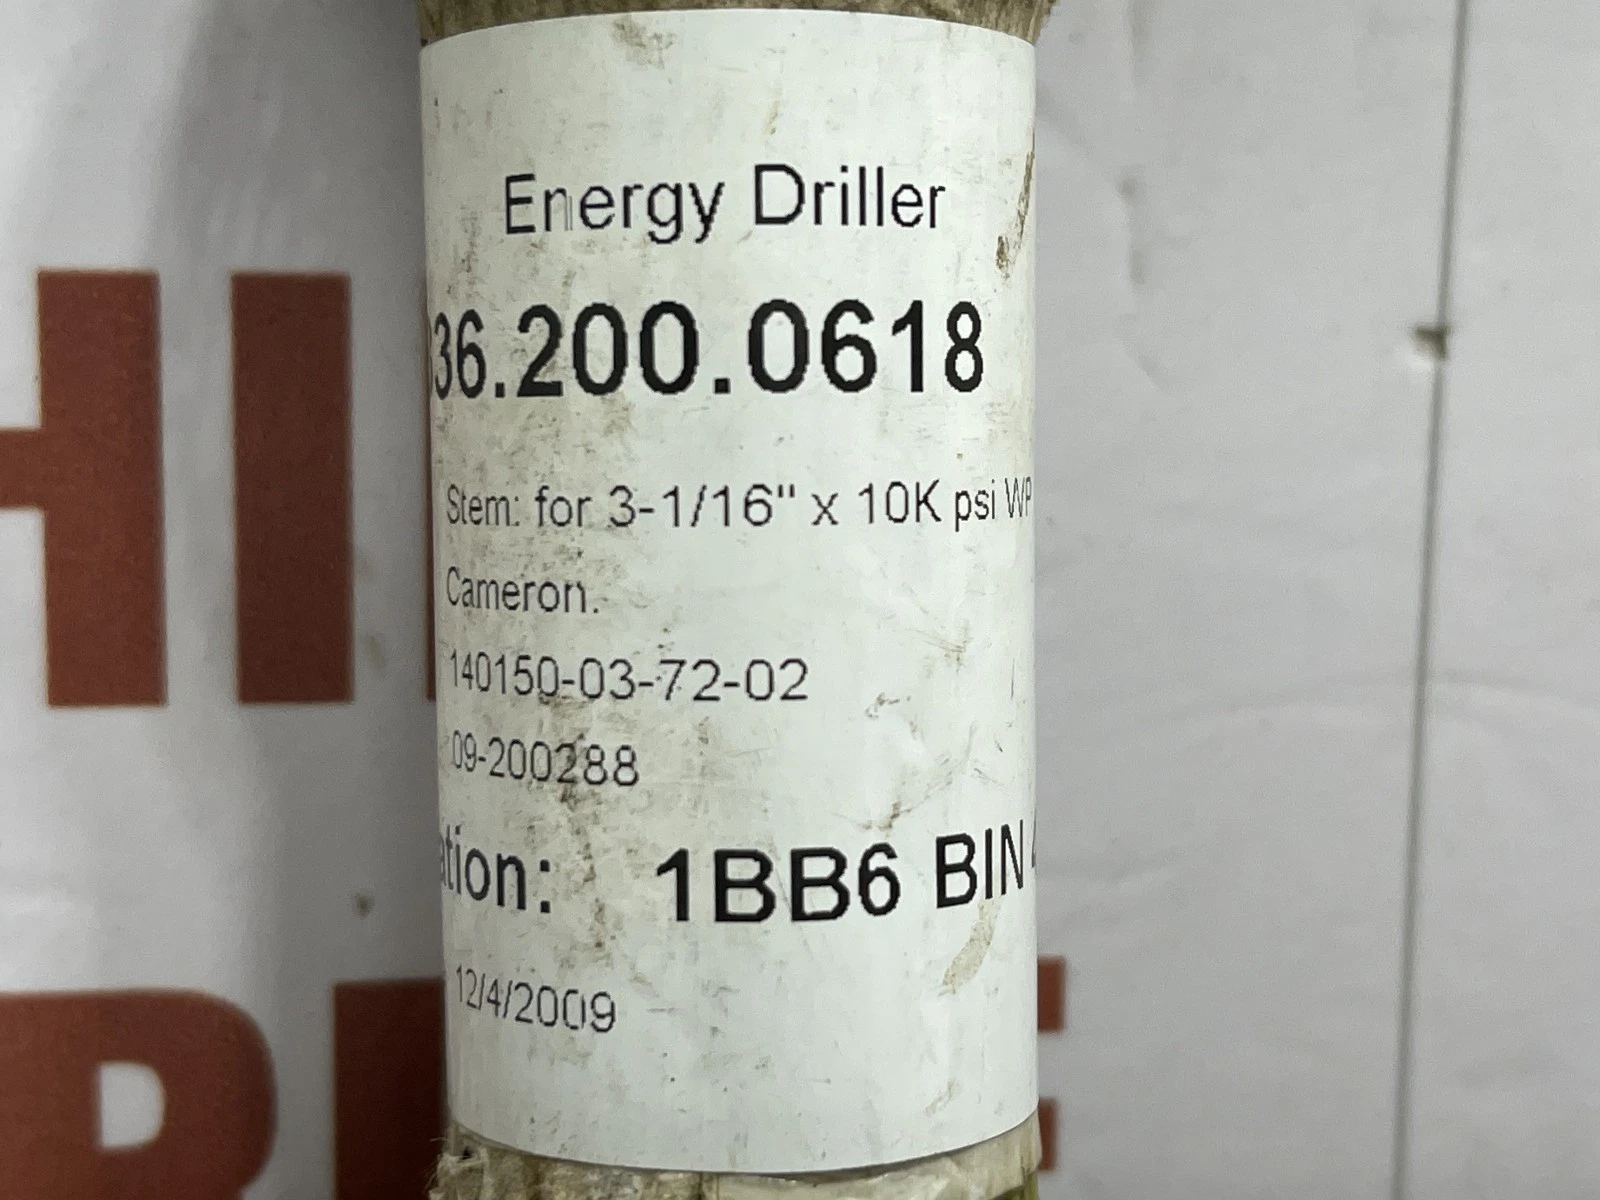 Energy Driller
36.200.0618
Stem: for 3-1/16" x 10K psi WP
Cameron.
140150-03-72-02
09-200288
ation: 1BB6 BIN
12/4/2009